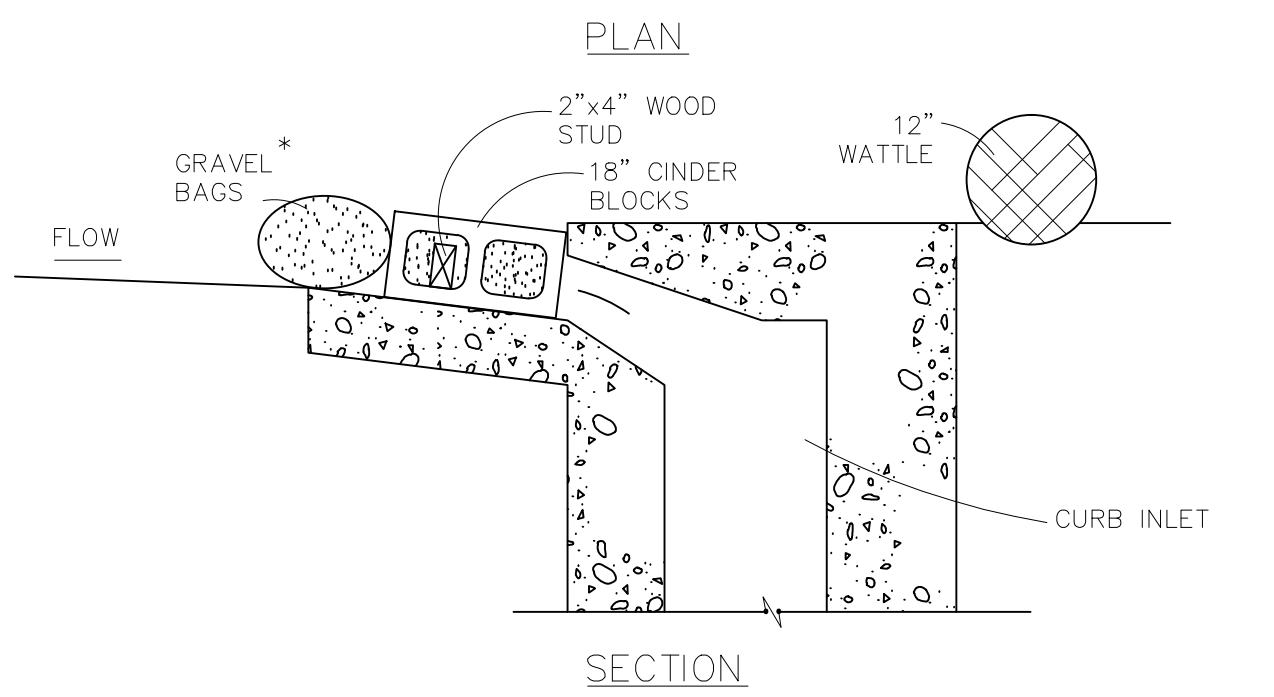 PLAN
2”x4” WOOD
STUD
12”
WATTLE
GRAVEL*
BAGS
18” CINDER
BLOCKS
FLOW
CURB INLET
SECTION